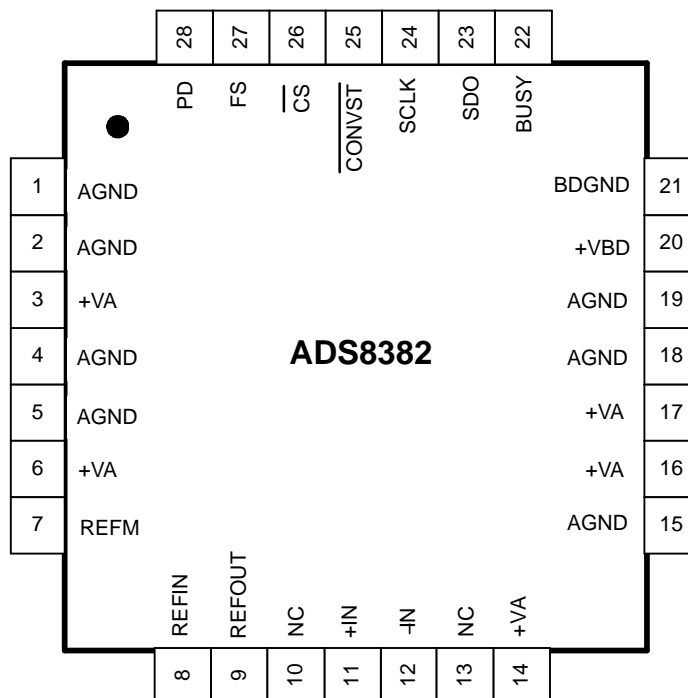 28 27 26 25 24 23 22
PD FS CS CONVST SCLK SDO BUSY
1 AGND
2 AGND
3 +VA
4 AGND
5 AGND
6 +VA
7 REFM
ADS8382
BDGND 21
+VBD 20
AGND 19
AGND 18
+VA 17
+VA 16
AGND 15
REFIN REFOUT NC +IN -IN NC +VA
8 9 10 11 12 13 14